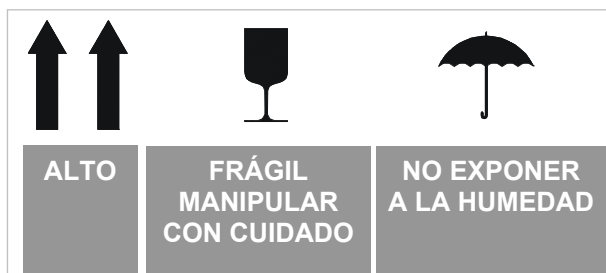 ALTO
FRÁGIL
MANIPULAR
CON CUIDADO
NO EXPONER
A LA HUMEDAD